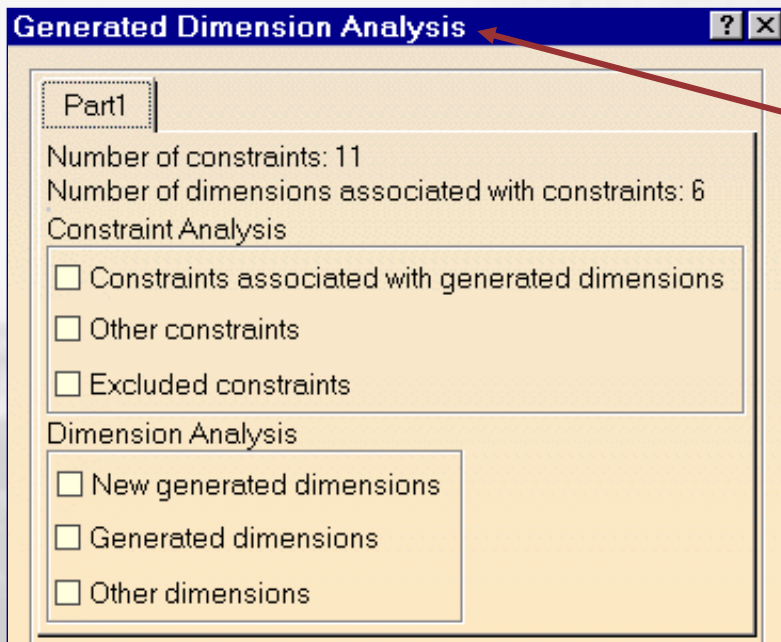 Generated Dimension Analysis
Part1
Number of constraints: 11
Number of dimensions associated with constraints: 6
Constraint Analysis
Constraints associated with generated dimensions
Other constraints
Excluded constraints
Dimension Analysis
New generated dimensions
Generated dimensions
Other dimensions